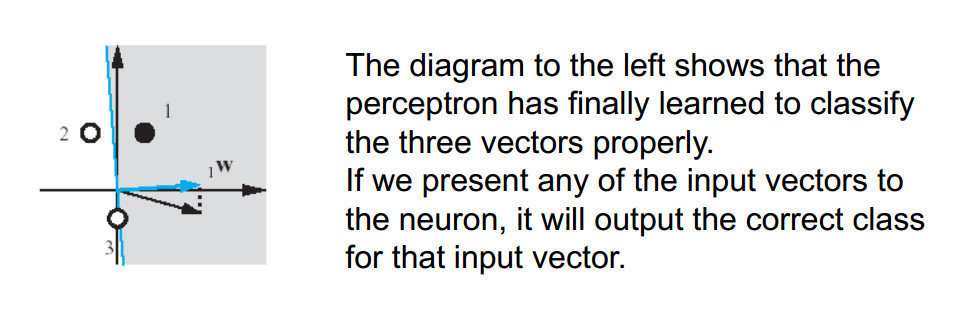 1
2
1W
3
The diagram to the left shows that the
perceptron has finally learned to classify
the three vectors properly.
If we present any of the input vectors to
the neuron, it will output the correct class
for that input vector.